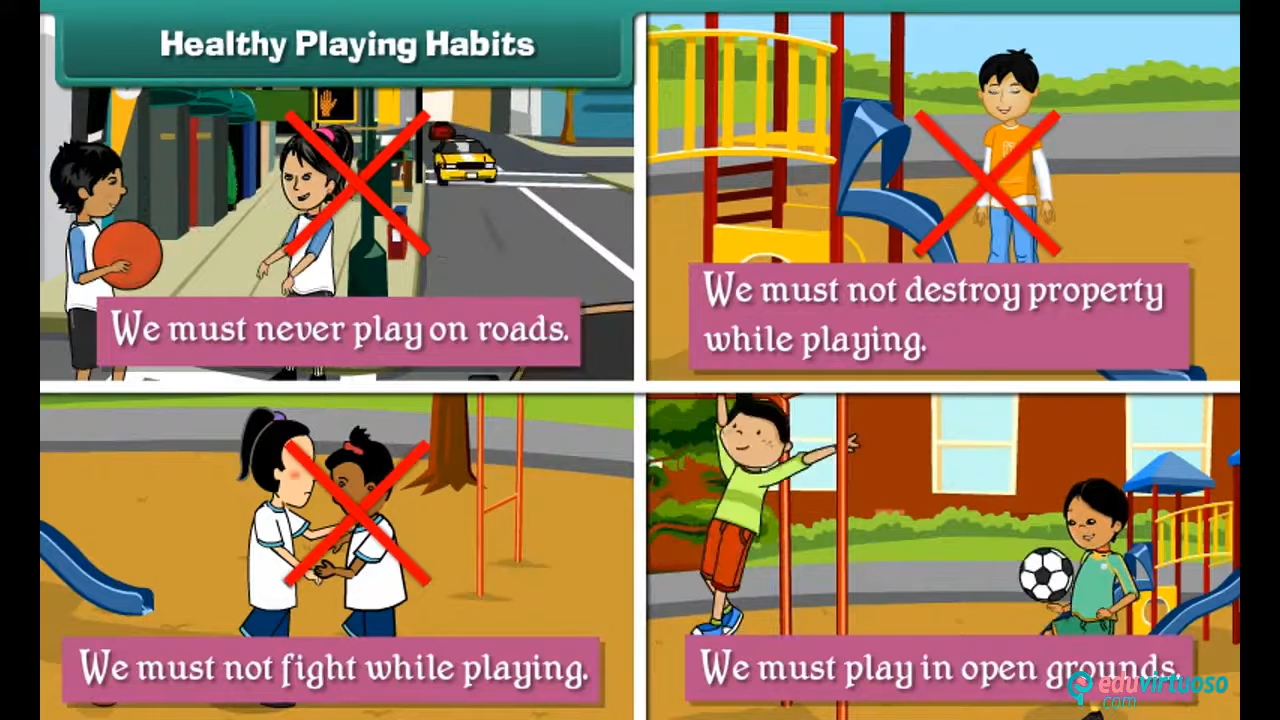 Healthy Playing Habits
We must never play on roads.
We must not destroy property
while playing.
We must not fight while playing.
We must play in open grounds.
eduvirtuoso
.com